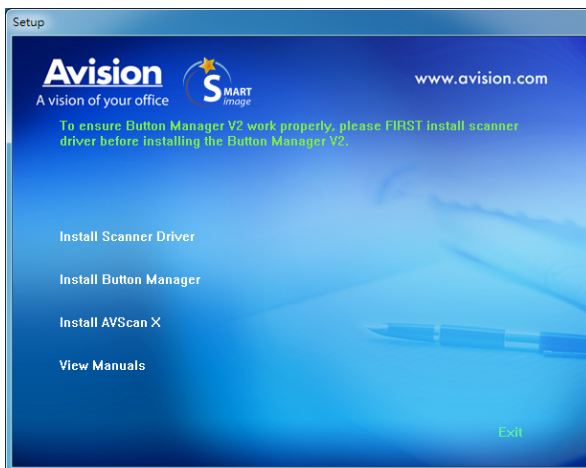 Setup
Avision
A vision of your office
SMART
image
www.avision.com
To ensure Button Manager V2 work properly, please FIRST install scanner
driver before installing the Button Manager V2.
Install Scanner Driver
Install Button Manager
Install AVScan X
View Manuals
Exit